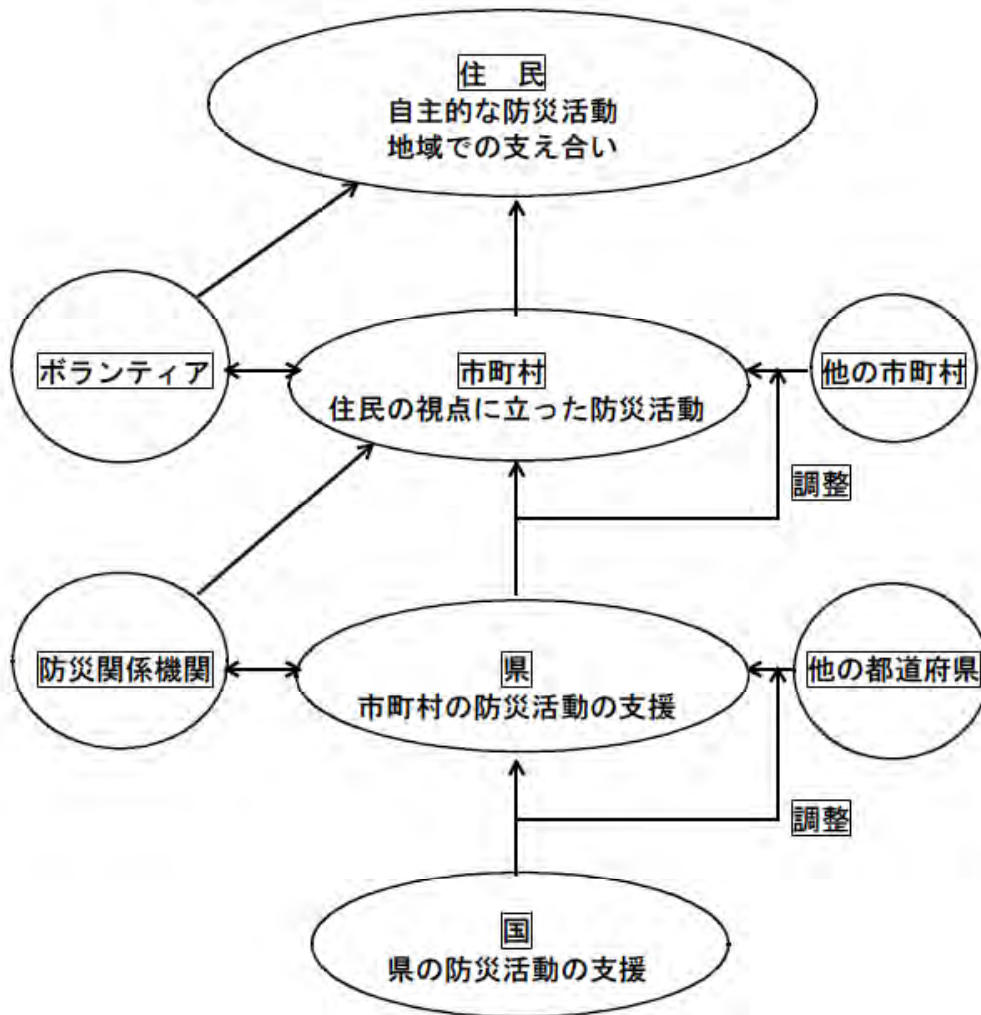 住　民
自主的な防災活動
地域での支え合い
ボランティア
市町村
住民の視点に立った防災活動
他の市町村
調整
防災関係機関
県
市町村の防災活動の支援
他の都道府県
調整
国
県の防災活動の支援